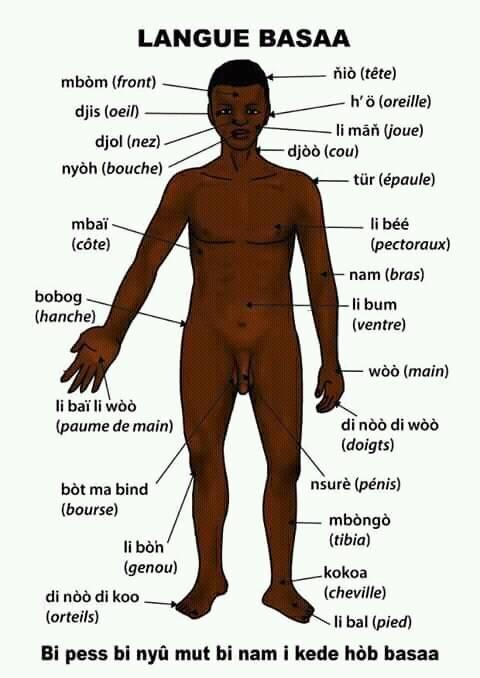 LANGUE BASAA
mbòm (front)
ňiò (tête)
djis (oeil)
h' ö (oreille)
djol (nez)
li māň (joue)
nyòh (bouche)
djòò (cou)
tür (épaule)
mbaï
(côte)
li béé
(pectoraux)
nam (bras)
bobog
(hanche)
li bum
(ventre)
wòò (main)
li baï li wòò
(paume de main)
di nòò di wòò
(doigts)
bòt ma bind
(bourse)
nsurè (pénis)
mbòngò
(tibia)
li bòn̍
(genou)
kokoa
(cheville)
di nòò di koo
(orteils)
li bal (pied)
Bi pess bi nyû mut bi nam i kede hòb basaa